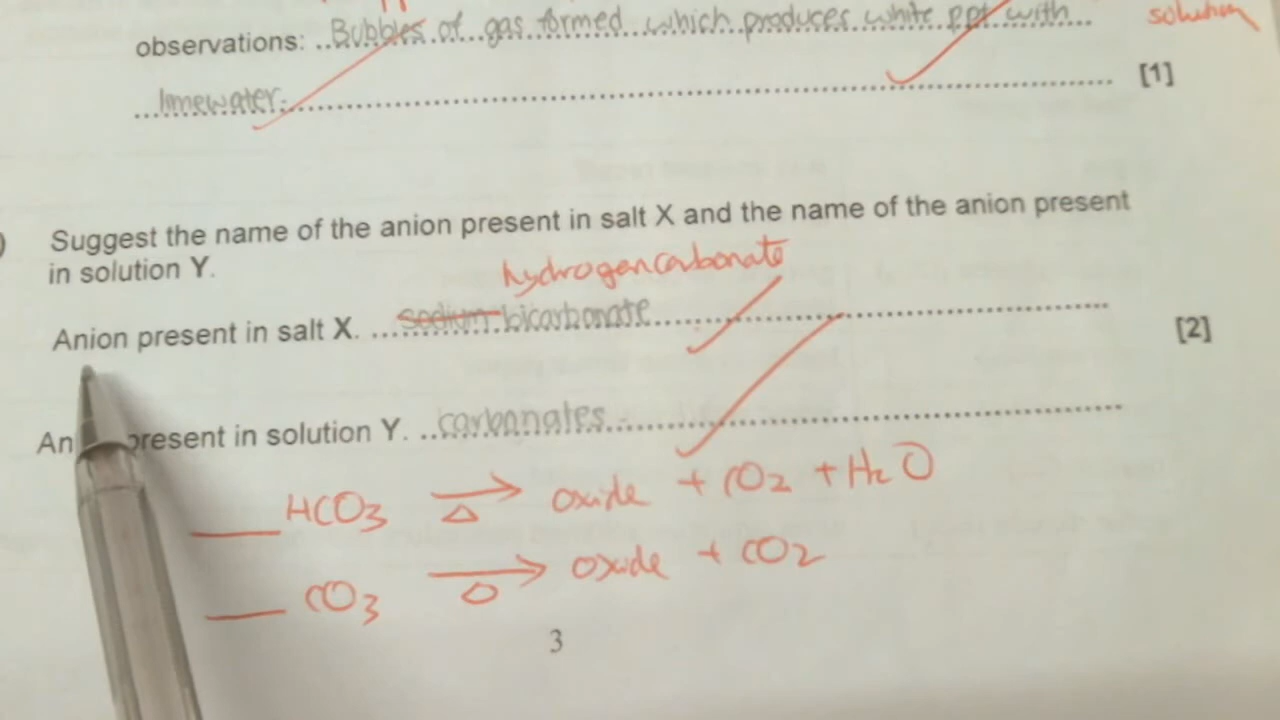 observations: Bubbles of gas formed which produces white ppt with
solution
limewater.
[1]
) Suggest the name of the anion present in salt X and the name of the anion present
in solution Y.
hydrogencarbonate
Anion present in salt X. sodium bicarbonate
[2]
An present in solution Y. carbonates
HCO3 → Δ oxide + CO2 + H2O
CO3 → Δ oxide + CO2
3